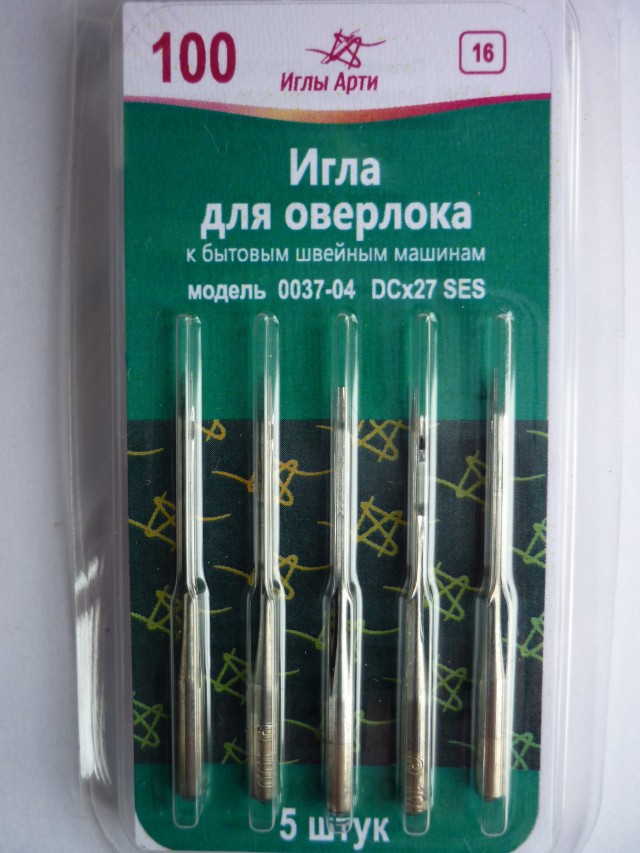 100
Иглы Арти
16
Игла
для оверлока
к бытовым швейным машинам
модель 0037-04 DCx27 SES
5 штук